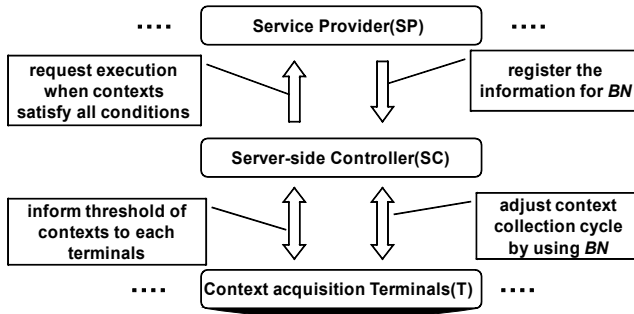 .... Service Provider(SP) ....
request execution
when contexts
satisfy all conditions
register the
information for BN
Server-side Controller(SC)
inform threshold of
contexts to each
terminals
adjust context
collection cycle
by using BN
.... Context acquisition Terminals(T) ....